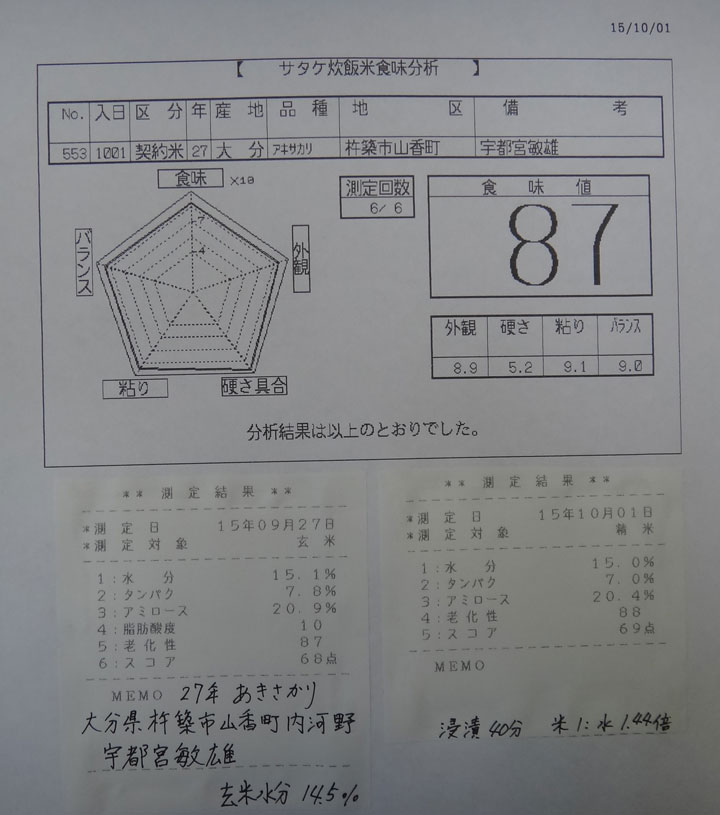 15/10/01
【 サタケ炊飯米食味分析 】
No. 入日 区分 年 産地 品種 地区 備考
553 1001 契約米 27 大分 アキサカリ 杵築市山香町 宇都宮敏雄
食味 ×10
測定回数
6/ 6
食味値
87
7
4
バランス
外観
粘り
硬さ具合
外観 硬さ 粘り バランス
8.9 5.2 9.1 9.0
分析結果は以上のとおりでした。
** 測定結果 **
*測定日 15年09月27日
*測定対象 玄米
1:水分 15.1%
2:タンパク 7.8%
3:アミロース 20.9%
4:脂肪酸度 10
5:老化性 87
6:スコア 68点
MEMO 27年 あきさかり
大分県杵築市山香町内河野
宇都宮敏雄
玄米水分 14.5%
** 測定結果 **
*測定日 15年10月01日
*測定対象 精米
1:水分 15.0%
2:タンパク 7.0%
3:アミロース 20.4%
4:老化性 88
5:スコア 69点
MEMO
浸漬40分 米1:水1.44倍